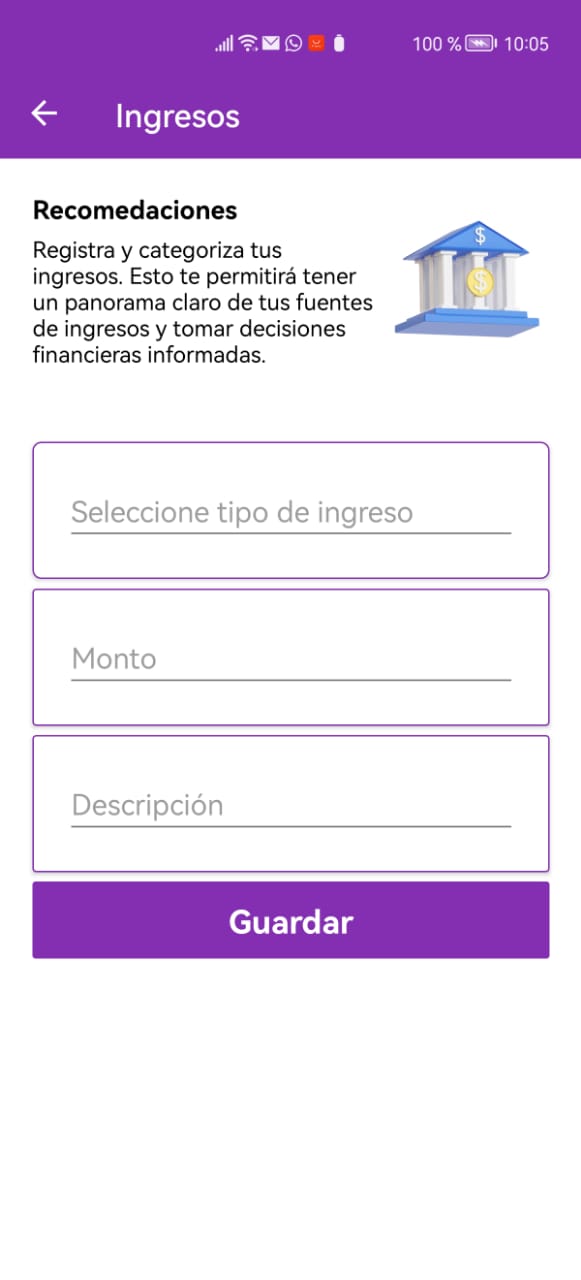 100 % 10:05
Ingresos
Recomedaciones
Registra y categoriza tus
ingresos. Esto te permitirá tener
un panorama claro de tus fuentes
de ingresos y tomar decisiones
financieras informadas.
$
$
Seleccione tipo de ingreso
Monto
Descripción
Guardar